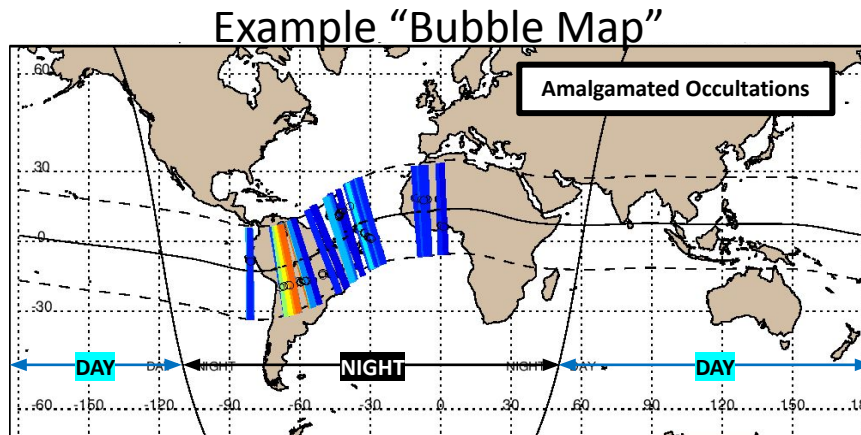 Example “Bubble Map”
Amalgamated Occultations
60
30
0
-30
DAY DAY NIGHT NIGHT NIGHT DAY DAY
-60 -150 -120 -90 -60 -30 0 30 60 90 120 150